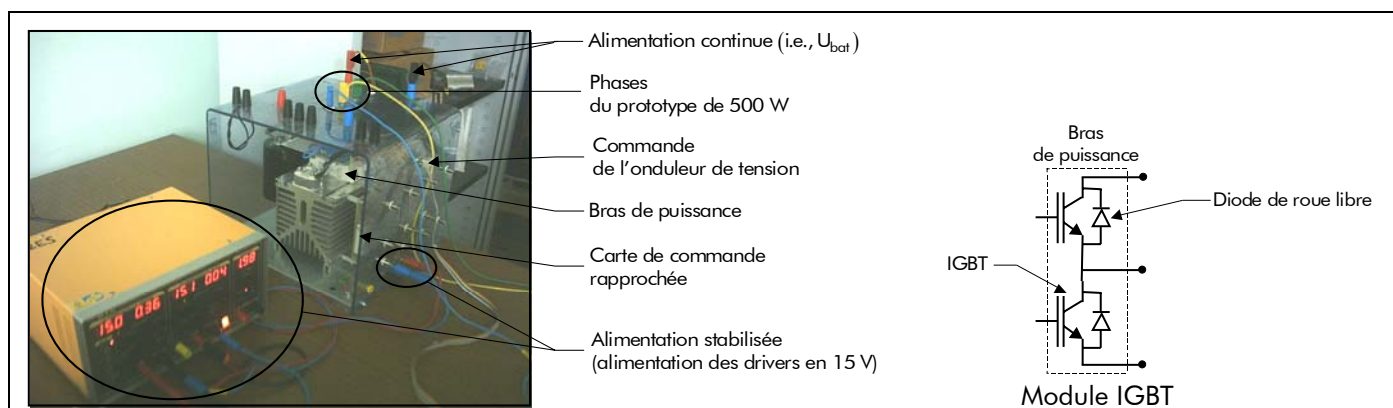 Alimentation continue (i.e., Ubat)
Phases
du prototype de 500 W
Commande
de l'onduleur de tension
Bras de puissance
Carte de commande
rapprochée
Alimentation stabilisée
(alimentation des drivers en 15 V)
15.0 0.36 15.1 0.04 1.98
Bras
de puissance
Diode de roue libre
IGBT
Module IGBT